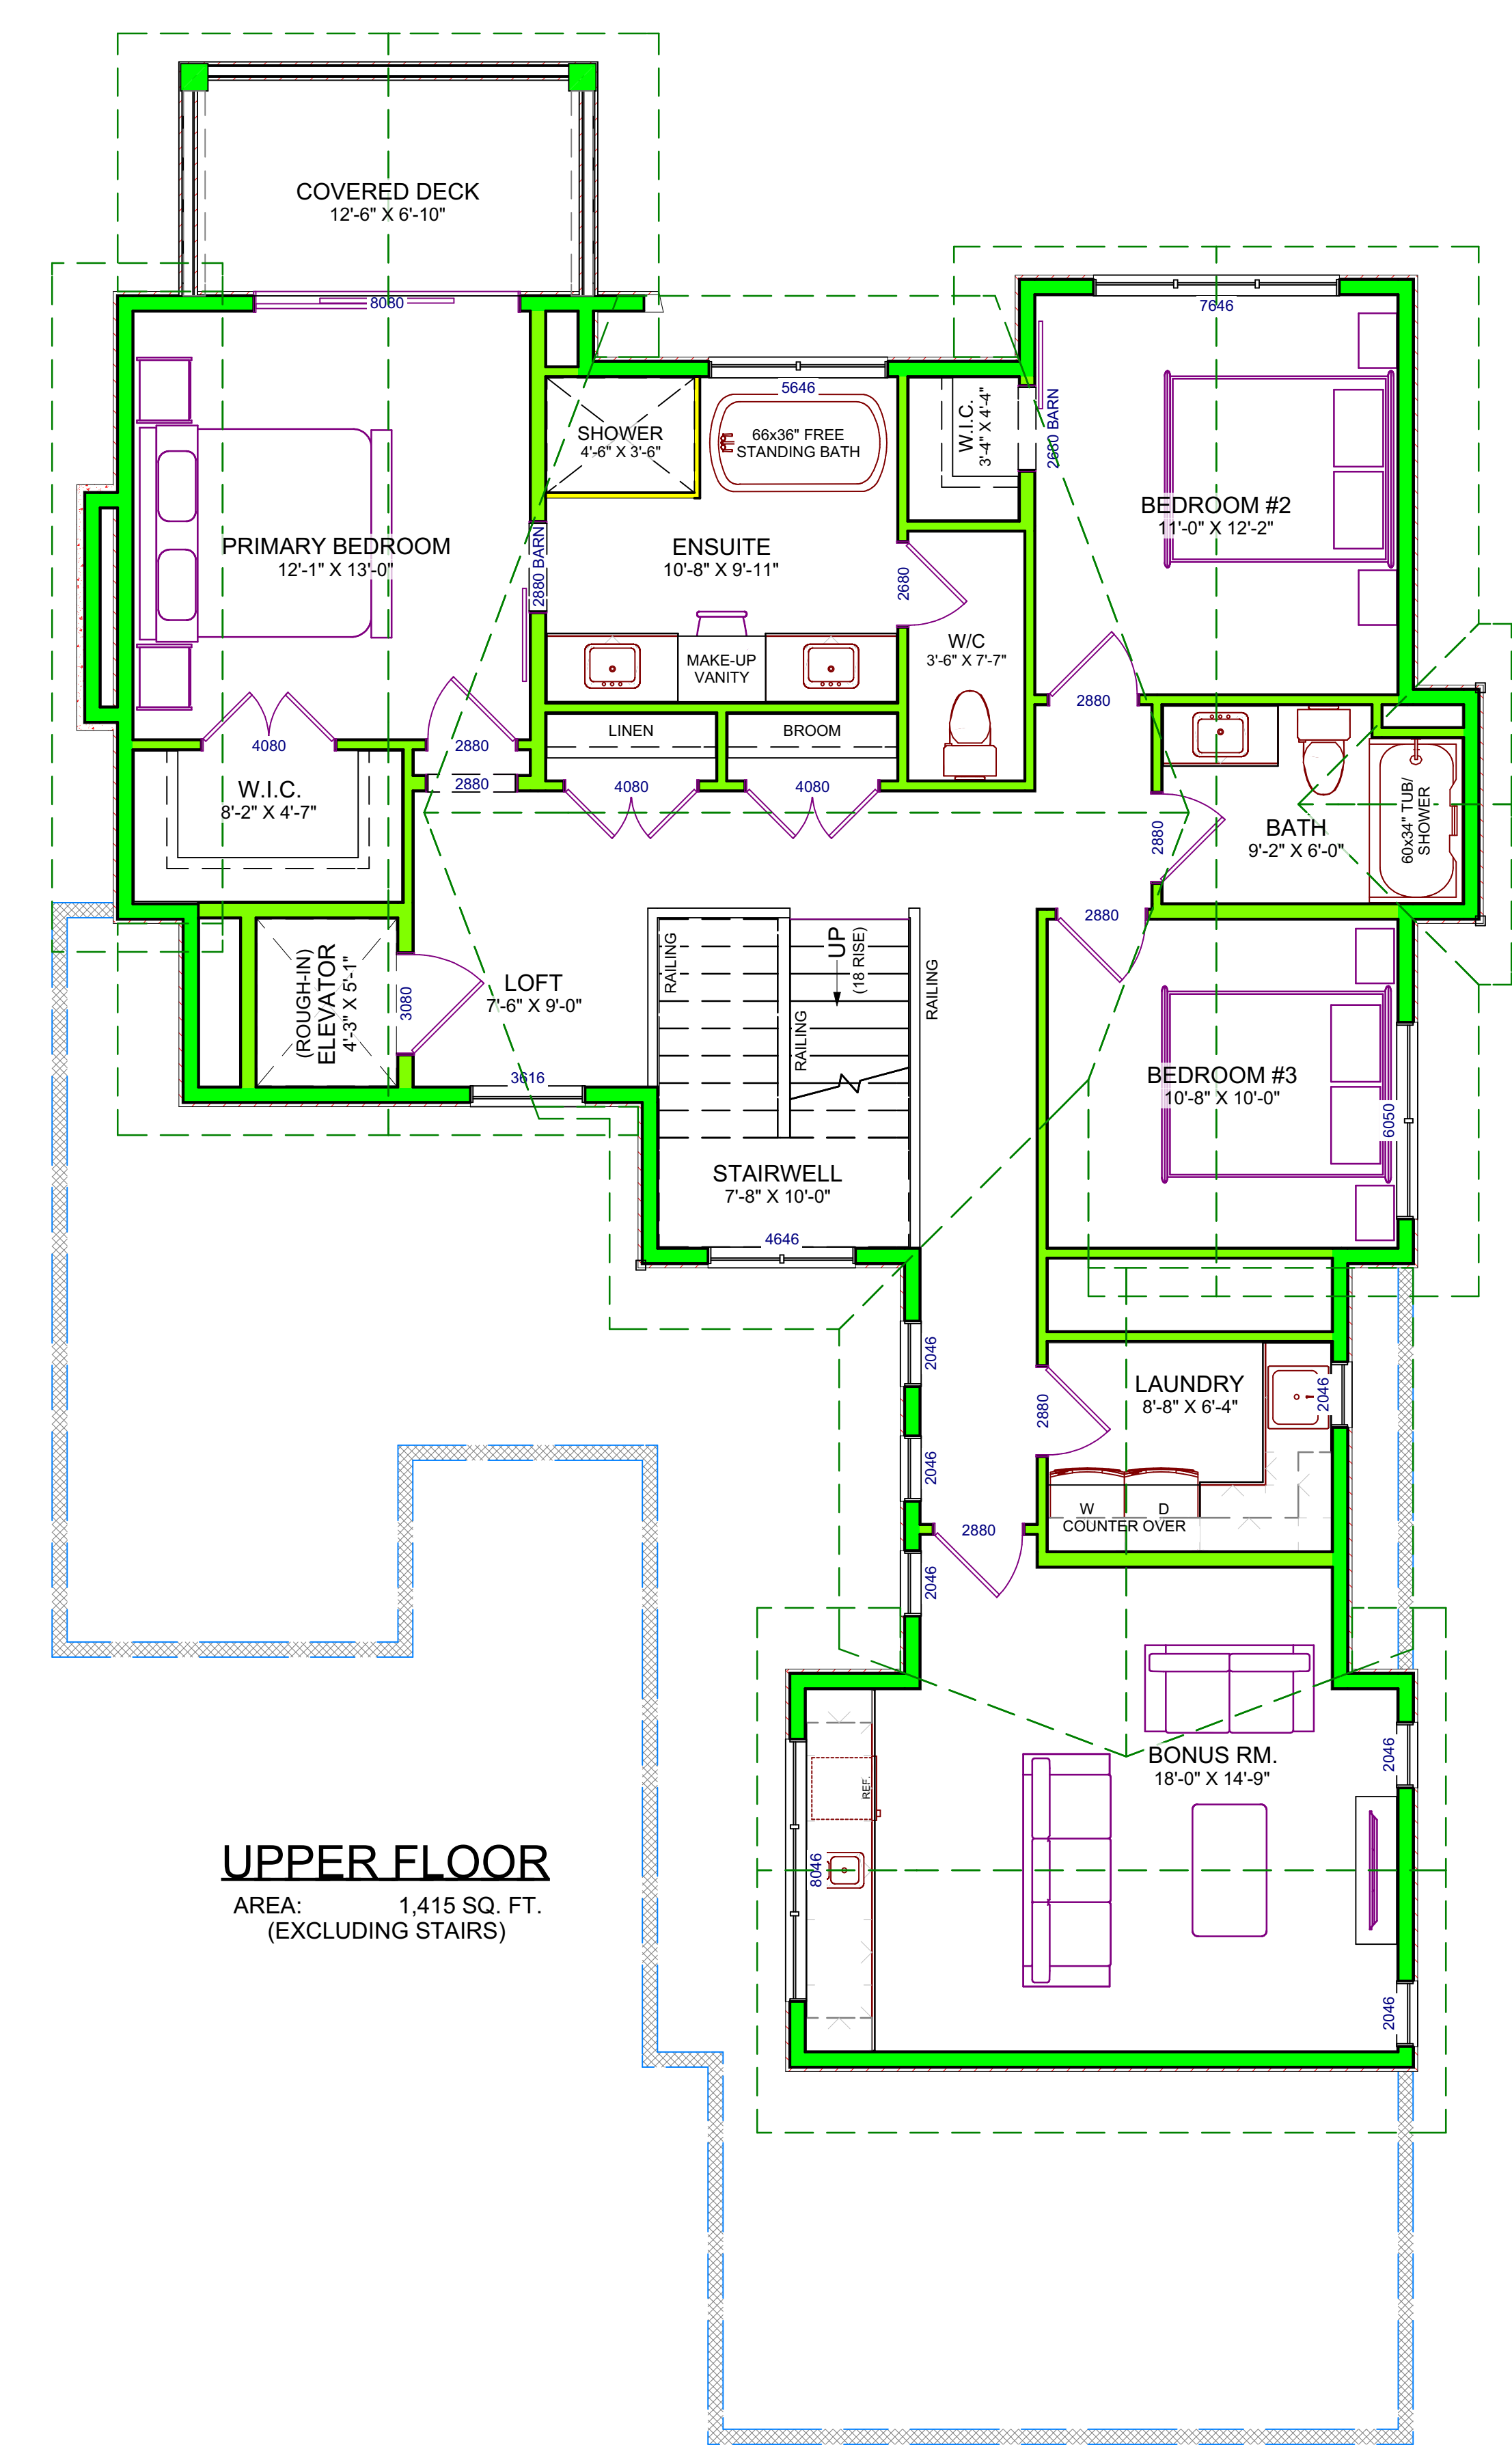 COVERED DECK
12'-6" X 6'-10"
8080
7646
5646
SHOWER
4'-6" X 3'-6"
66x36" FREE
STANDING BATH
W.I.C.
3'-4" X 4'-4"
2680 BARN
BEDROOM #2
11'-0" X 12'-2"
PRIMARY BEDROOM
12'-1" X 13'-0"
2880 BARN
ENSUITE
10'-8" X 9'-11"
2680
W/C
3'-6" X 7'-7"
MAKE-UP
VANITY
2880
4080
2880
LINEN
BROOM
2880
4080
4080
W.I.C.
8'-2" X 4'-7"
2880
BATH
9'-2" X 6'-0"
60x34" TUB/
SHOWER
2880
(ROUGH-IN)
ELEVATOR
4'-3" X 5'-1"
3080
LOFT
7'-6" X 9'-0"
3616
RAILING
RAILING
UP
(18 RISE)
RAILING
BEDROOM #3
10'-8" X 10'-0"
6050
STAIRWELL
7'-8" X 10'-0"
4646
2046
LAUNDRY
8'-8" X 6'-4"
2046
2880
2046
W
D
COUNTER OVER
2880
2046
BONUS RM.
18'-0" X 14'-9"
2046
REF.
8046
2046
UPPER FLOOR
AREA: 1,415 SQ. FT.
(EXCLUDING STAIRS)